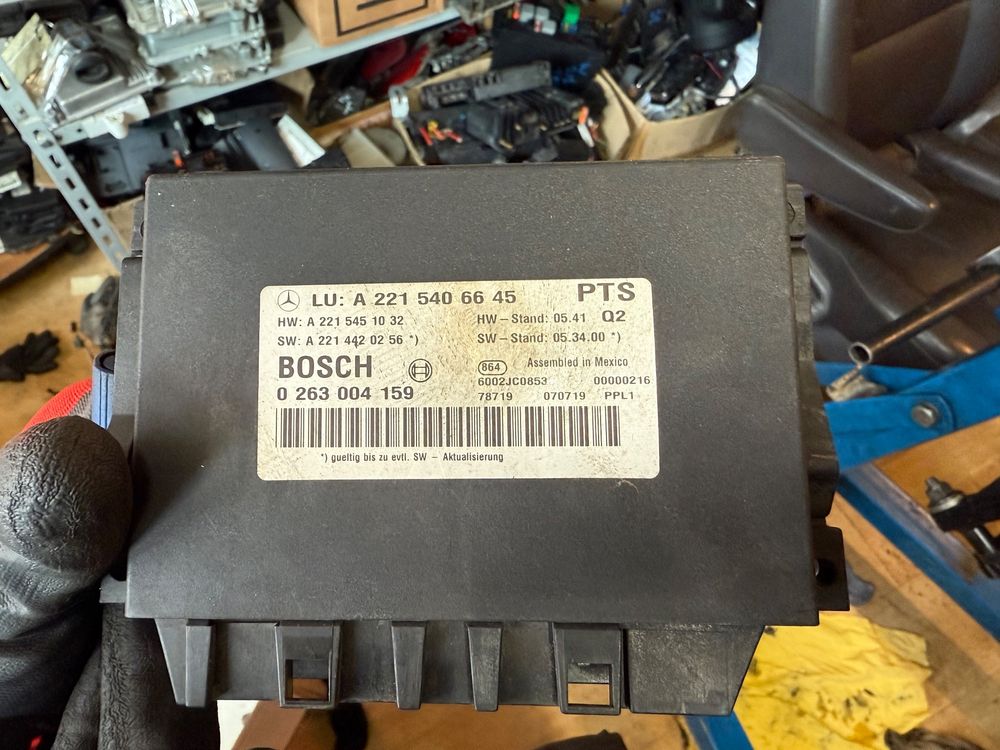 LU: A 221 540 66 45 PTS
HW: A 221 545 10 32 HW – Stand: 05.41 Q2
SW: A 221 442 02 56 *) SW – Stand: 05.34.00 *)
BOSCH 864 Assembled in Mexico
6002JC0853 00000216
0 263 004 159 78719 070719 PPL1
*) gueltig bis zu evtl. SW – Aktualisierung